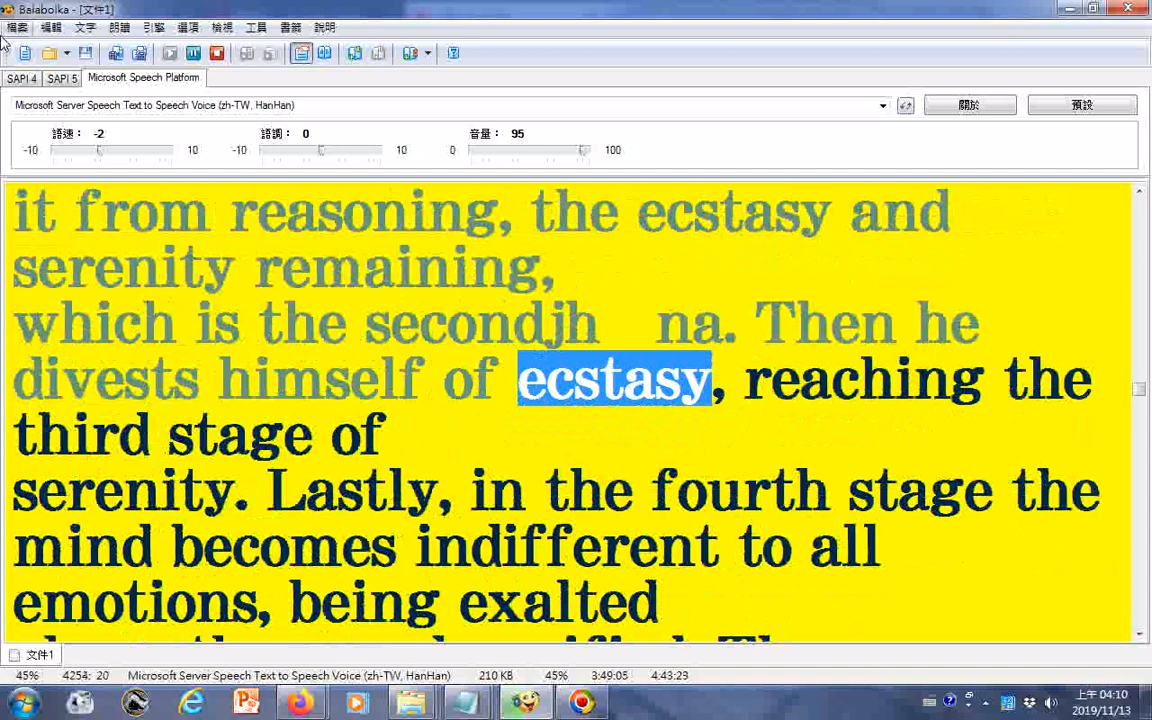 Balabolka - [文件1]
檔案 編輯 文字 朗讀 引擎 選項 檢視 工具 書籤 說明
SAPI 4 SAPI 5 Microsoft Speech Platform
Microsoft Server Speech Text to Speech Voice (zh-TW, HanHan) 關於 預設
語速： -2 語調： 0 音量： 95
-10 10 -10 10 0 100
it from reasoning, the ecstasy and
serenity remaining,
which is the secondjh na. Then he
divests himself of ecstasy, reaching the
third stage of
serenity. Lastly, in the fourth stage the
mind becomes indifferent to all
emotions, being exalted
文件1
45% 4254: 20 Microsoft Server Speech Text to Speech Voice (zh-TW, HanHan) 210 KB 45% 3:49:05 4:43:29
上午 04:10
2019/11/13